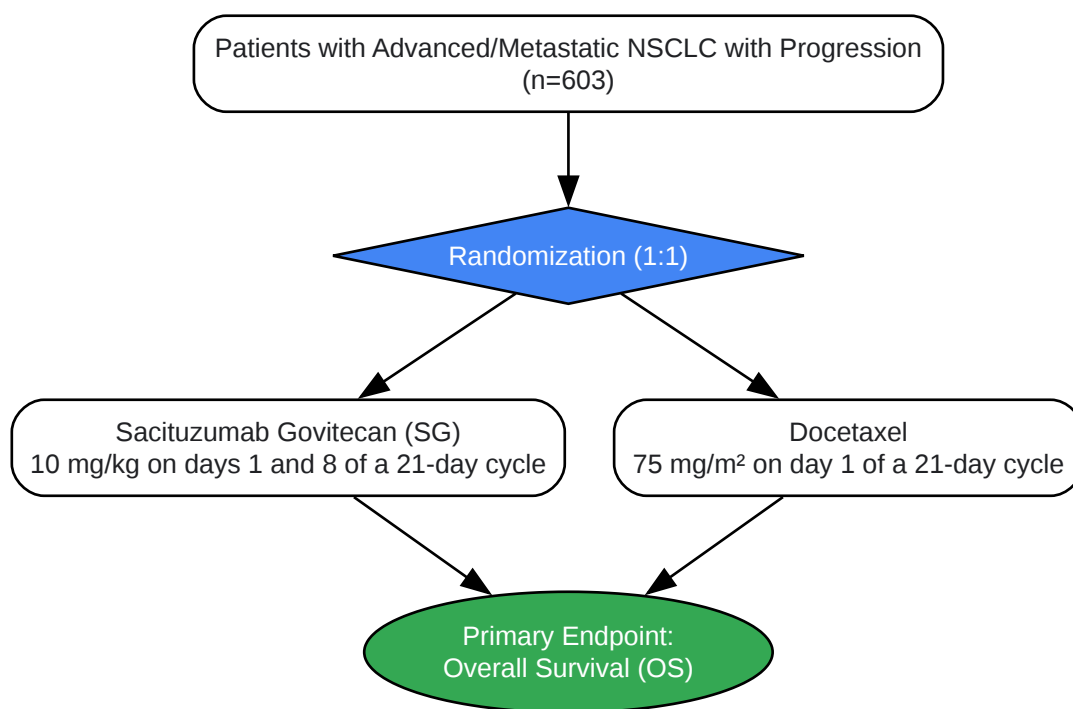 Patients with Advanced/Metastatic NSCLC with Progression
(n=603)
Randomization (1:1)
Sacituzumab Govitecan (SG)
10 mg/kg on days 1 and 8 of a 21-day cycle
Docetaxel
75 mg/m² on day 1 of a 21-day cycle
Primary Endpoint:
Overall Survival (OS)